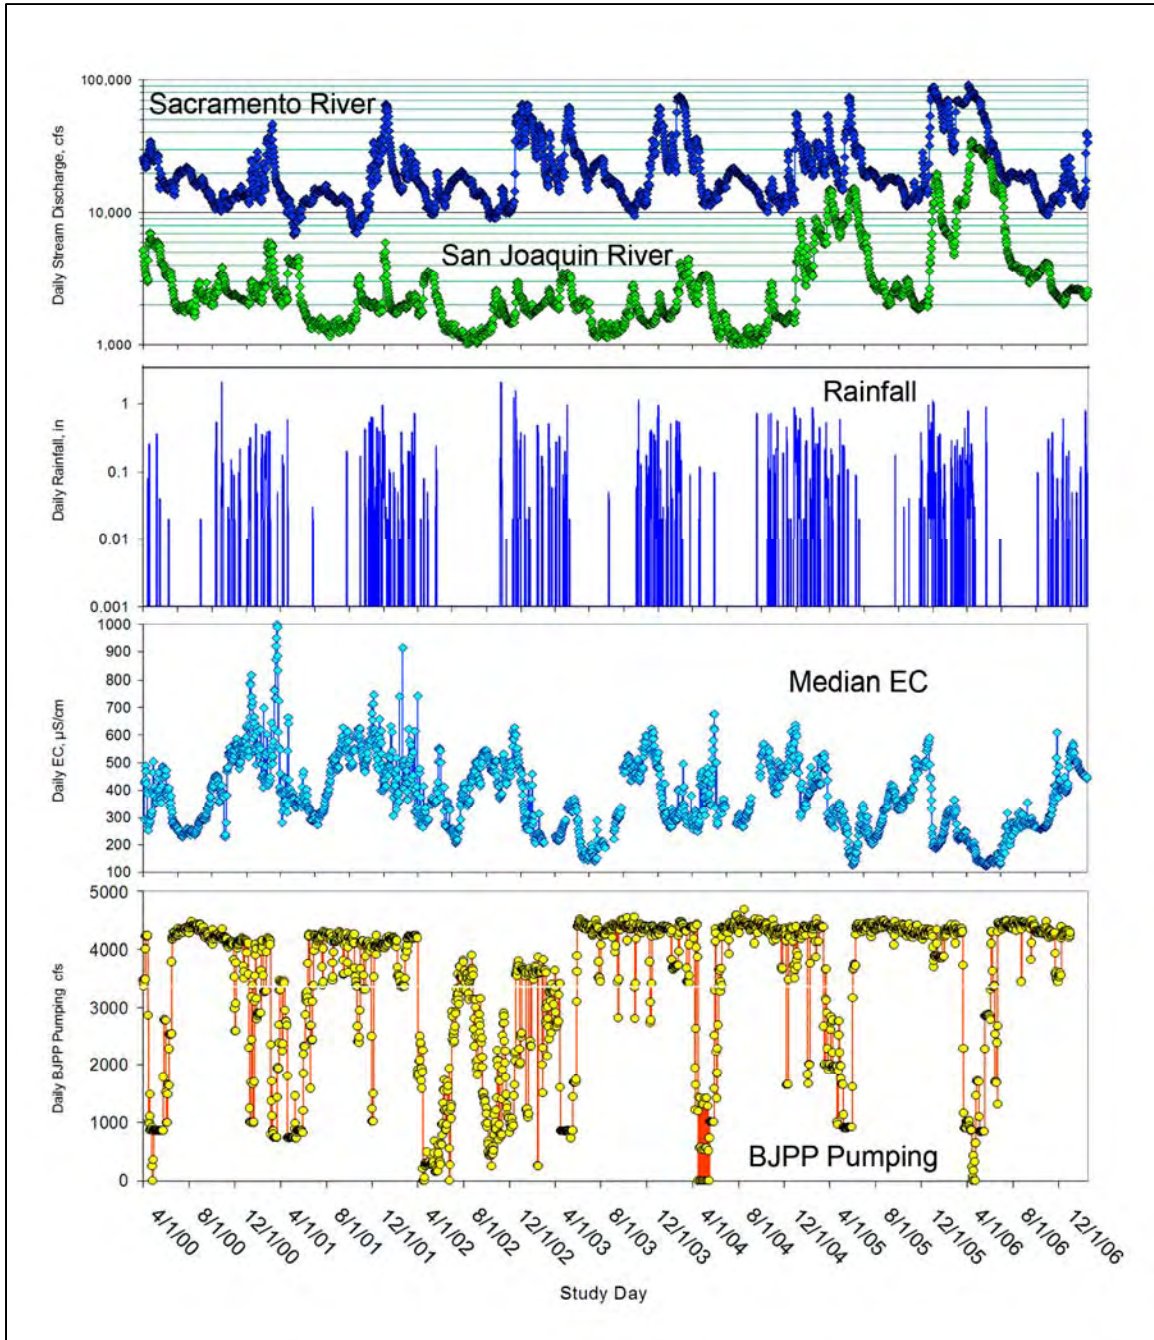 100,000
Sacramento River
Daily Stream Discharge, cfs
10,000
San Joaquin River
1,000
Rainfall
1
Daily Rainfall, in
0.1
0.01
0.001
1000
900
Median EC
800
700
Daily EC, µS/cm
600
500
400
300
200
100
5000
4000
Daily BJPP Pumping cfs
3000
2000
1000
BJPP Pumping
0
4/1/00 8/1/00 12/1/00 4/1/01 8/1/01 12/1/01 4/1/02 8/1/02 12/1/02 4/1/03 8/1/03 12/1/03 4/1/04 8/1/04 12/1/04 4/1/05 8/1/05 12/1/05 4/1/06 8/1/06 12/1/06
Study Day